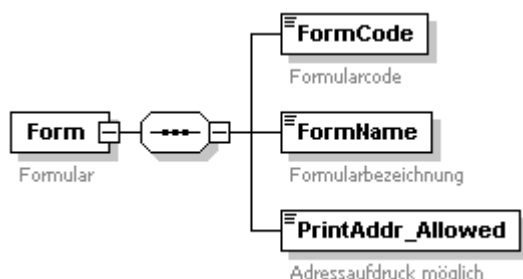 FormCode
Formularcode
Form
Formular
FormName
Formularbezeichnung
PrintAddr_Allowed
Adressaufdruck möglich